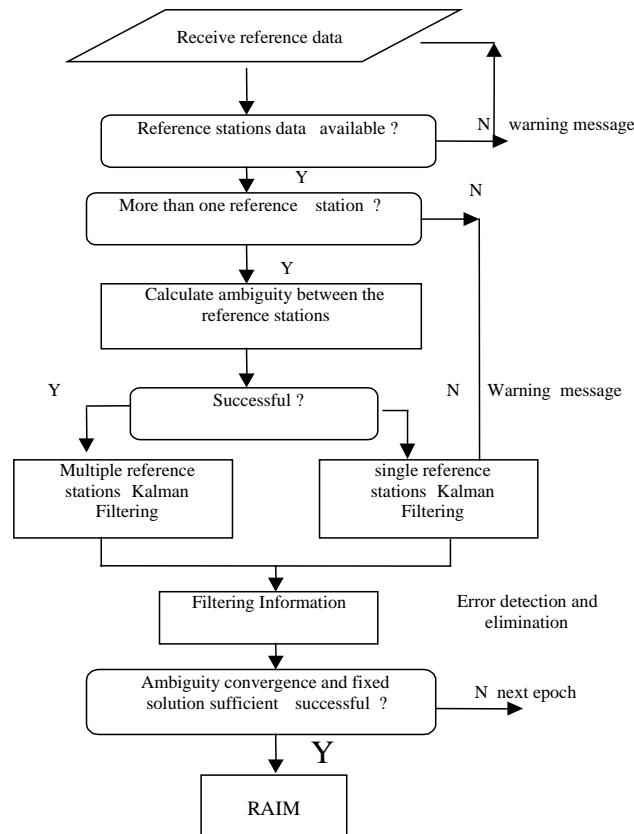 Receive reference data
Reference stations data available ?
N warning message
Y
N
More than one reference station ?
Y
Calculate ambiguity between the
reference stations
Y
N Warning message
Successful ?
Multiple reference
stations Kalman
Filtering
single reference
stations Kalman
Filtering
Filtering Information
Error detection and
elimination
Ambiguity convergence and fixed
solution sufficient successful ?
N next epoch
Y
RAIM